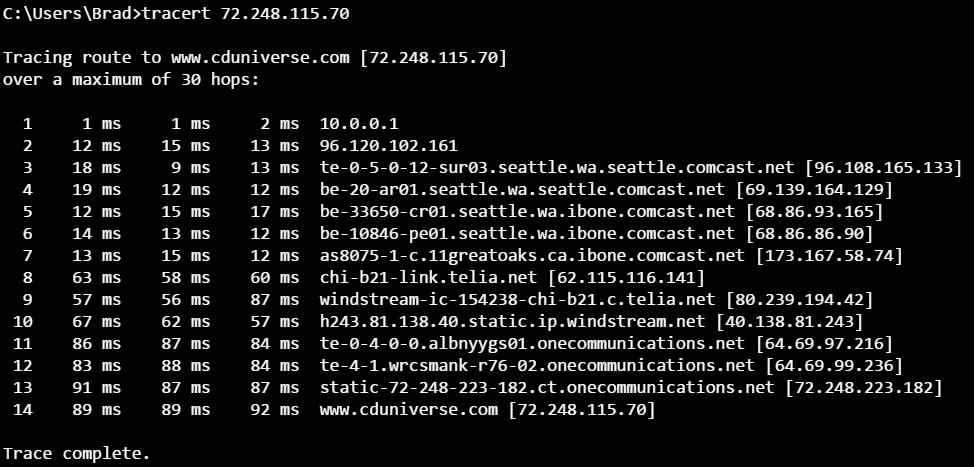 C:\Users\Brad>tracert 72.248.115.70
Tracing route to www.cduniverse.com [72.248.115.70]
over a maximum of 30 hops:
1 1 ms 1 ms 2 ms 10.0.0.1
2 12 ms 15 ms 13 ms 96.120.102.161
3 18 ms 9 ms 13 ms te-0-5-0-12-sur03.seattle.wa.seattle.comcast.net [96.108.165.133]
4 19 ms 12 ms 12 ms be-20-ar01.seattle.wa.seattle.comcast.net [69.139.164.129]
5 12 ms 15 ms 17 ms be-33650-cr01.seattle.wa.ibone.comcast.net [68.86.93.165]
6 14 ms 13 ms 12 ms be-10846-pe01.seattle.wa.ibone.comcast.net [68.86.86.90]
7 13 ms 15 ms 12 ms as8075-1-c.11greatoaks.ca.ibone.comcast.net [173.167.58.74]
8 63 ms 58 ms 60 ms chi-b21-link.telia.net [62.115.116.141]
9 57 ms 56 ms 87 ms windstream-ic-154238-chi-b21.c.telia.net [80.239.194.42]
10 67 ms 62 ms 57 ms h243.81.138.40.static.ip.windstream.net [40.138.81.243]
11 86 ms 87 ms 84 ms te-0-4-0-0.albnyygs01.onecommunications.net [64.69.97.216]
12 83 ms 88 ms 84 ms te-4-1.wrcsmank-r76-02.onecommunications.net [64.69.99.236]
13 91 ms 87 ms 87 ms static-72-248-223-182.ct.onecommunications.net [72.248.223.182]
14 89 ms 89 ms 92 ms www.cduniverse.com [72.248.115.70]
Trace complete.